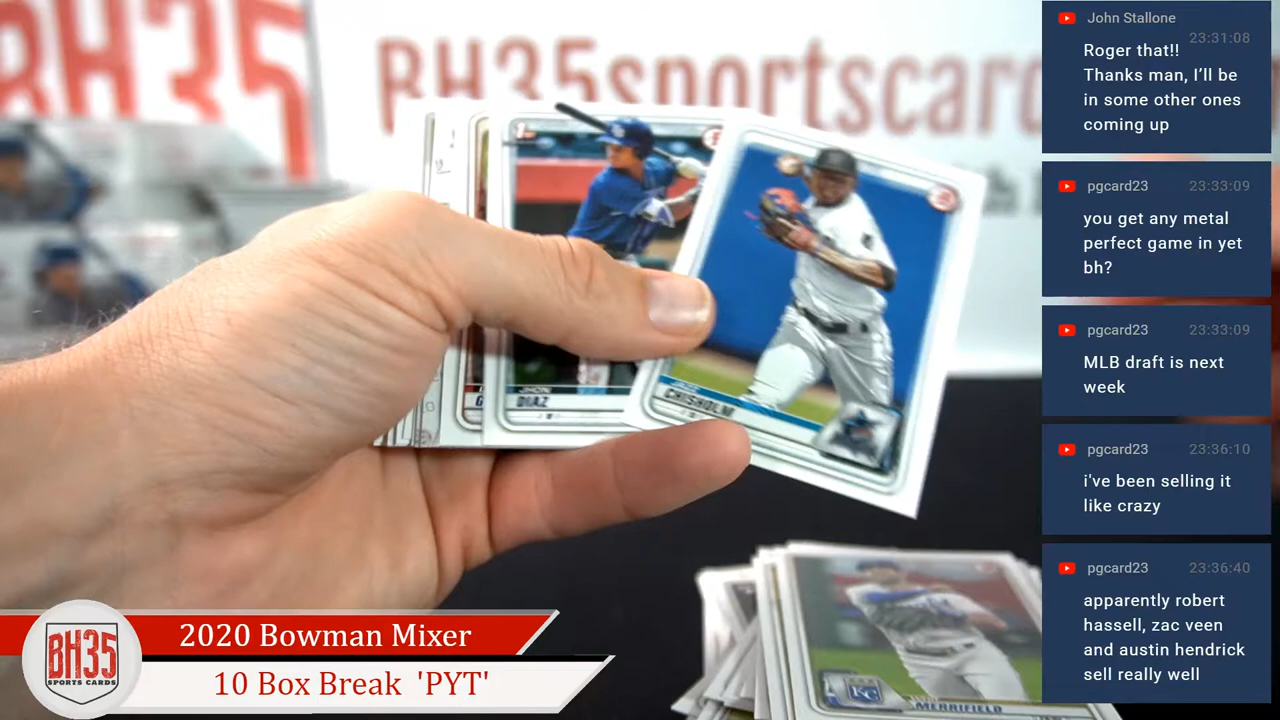 BH35
BH35sportscard
John Stallone
23:31:08
Roger that!!
Thanks man, I'll be
in some other ones
coming up
pgcard23 23:33:09
you get any metal
perfect game in yet
bh?
pgcard23 23:33:09
MLB draft is next
week
pgcard23 23:36:10
i've been selling it
like crazy
pgcard23 23:36:40
apparently robert
hassell, zac veen
and austin hendrick
sell really well
1st
JHON
DIAZ
JAZZ
CHISHOLM
KC
MERRIFIELD
BH35
SPORTS CARDS
2020 Bowman Mixer
10 Box Break 'PYT'